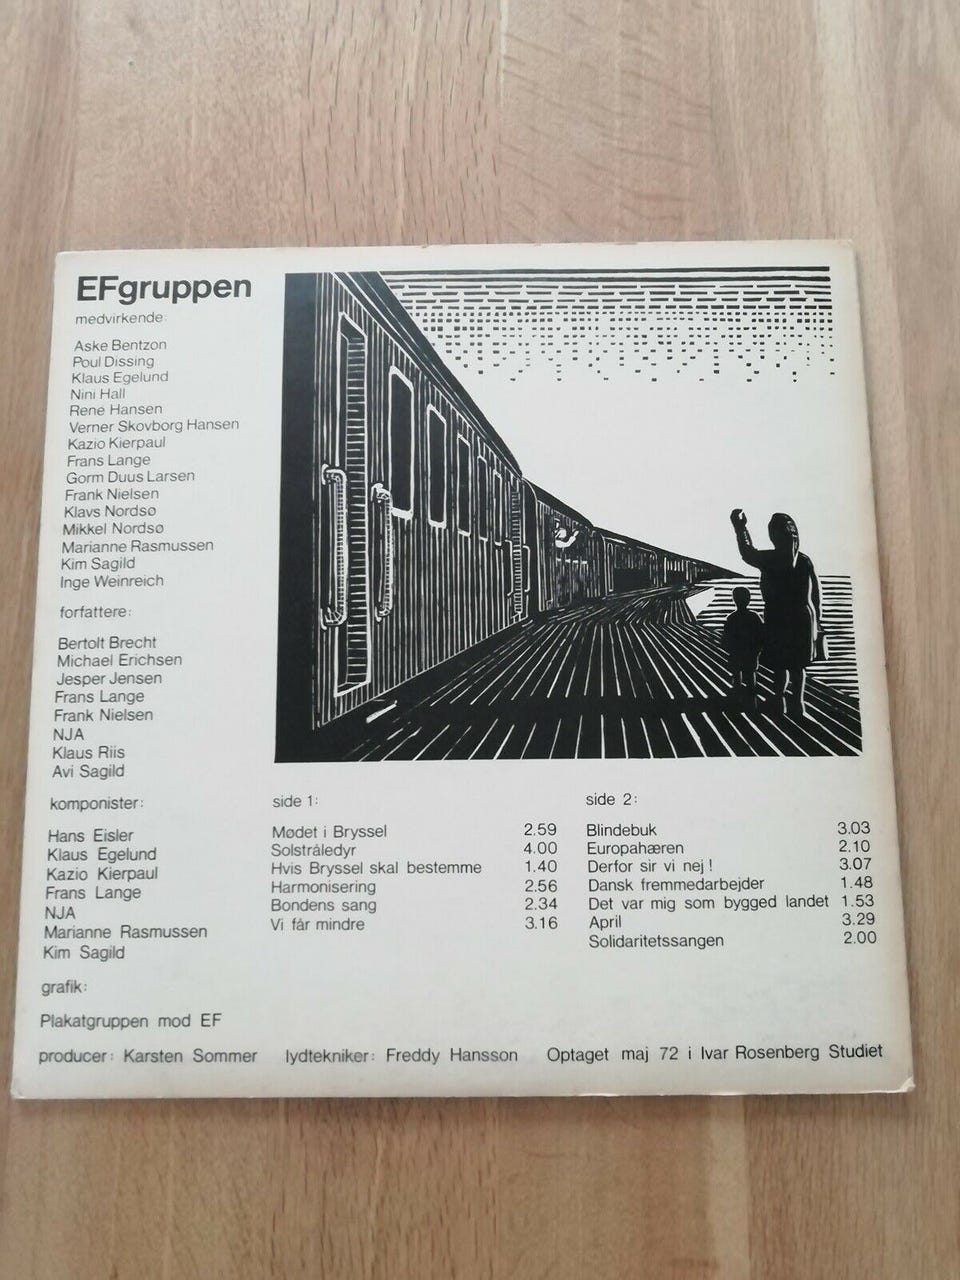 EFgruppen
medvirkende:
Aske Bentzon
Poul Dissing
Klaus Egelund
Nini Hall
Rene Hansen
Verner Skovborg Hansen
Kazio Kierpaul
Frans Lange
Gorm Duus Larsen
Frank Nielsen
Klavs Nordsø
Mikkel Nordsø
Marianne Rasmussen
Kim Sagild
Inge Weinreich
forfattere:
Bertolt Brecht
Michael Erichsen
Jesper Jensen
Frans Lange
Frank Nielsen
NJA
Klaus Riis
Avi Sagild
komponister:
Hans Eisler
Klaus Egelund
Kazio Kierpaul
Frans Lange
NJA
Marianne Rasmussen
Kim Sagild
grafik:
Plakatgruppen mod EF
side 1:
Mødet i Bryssel 2.59
Solstråledyr 4.00
Hvis Bryssel skal bestemme 1.40
Harmonisering 2.56
Bondens sang 2.34
Vi får mindre 3.16
side 2:
Blindebuk 3.03
Europahæren 2.10
Derfor sir vi nej! 3.07
Dansk fremmedarbejder 1.48
Det var mig som bygged landet 1.53
April 3.29
Solidaritetssangen 2.00
producer: Karsten Sommer lydtekniker: Freddy Hansson Optaget maj 72 i Ivar Rosenberg Studiet